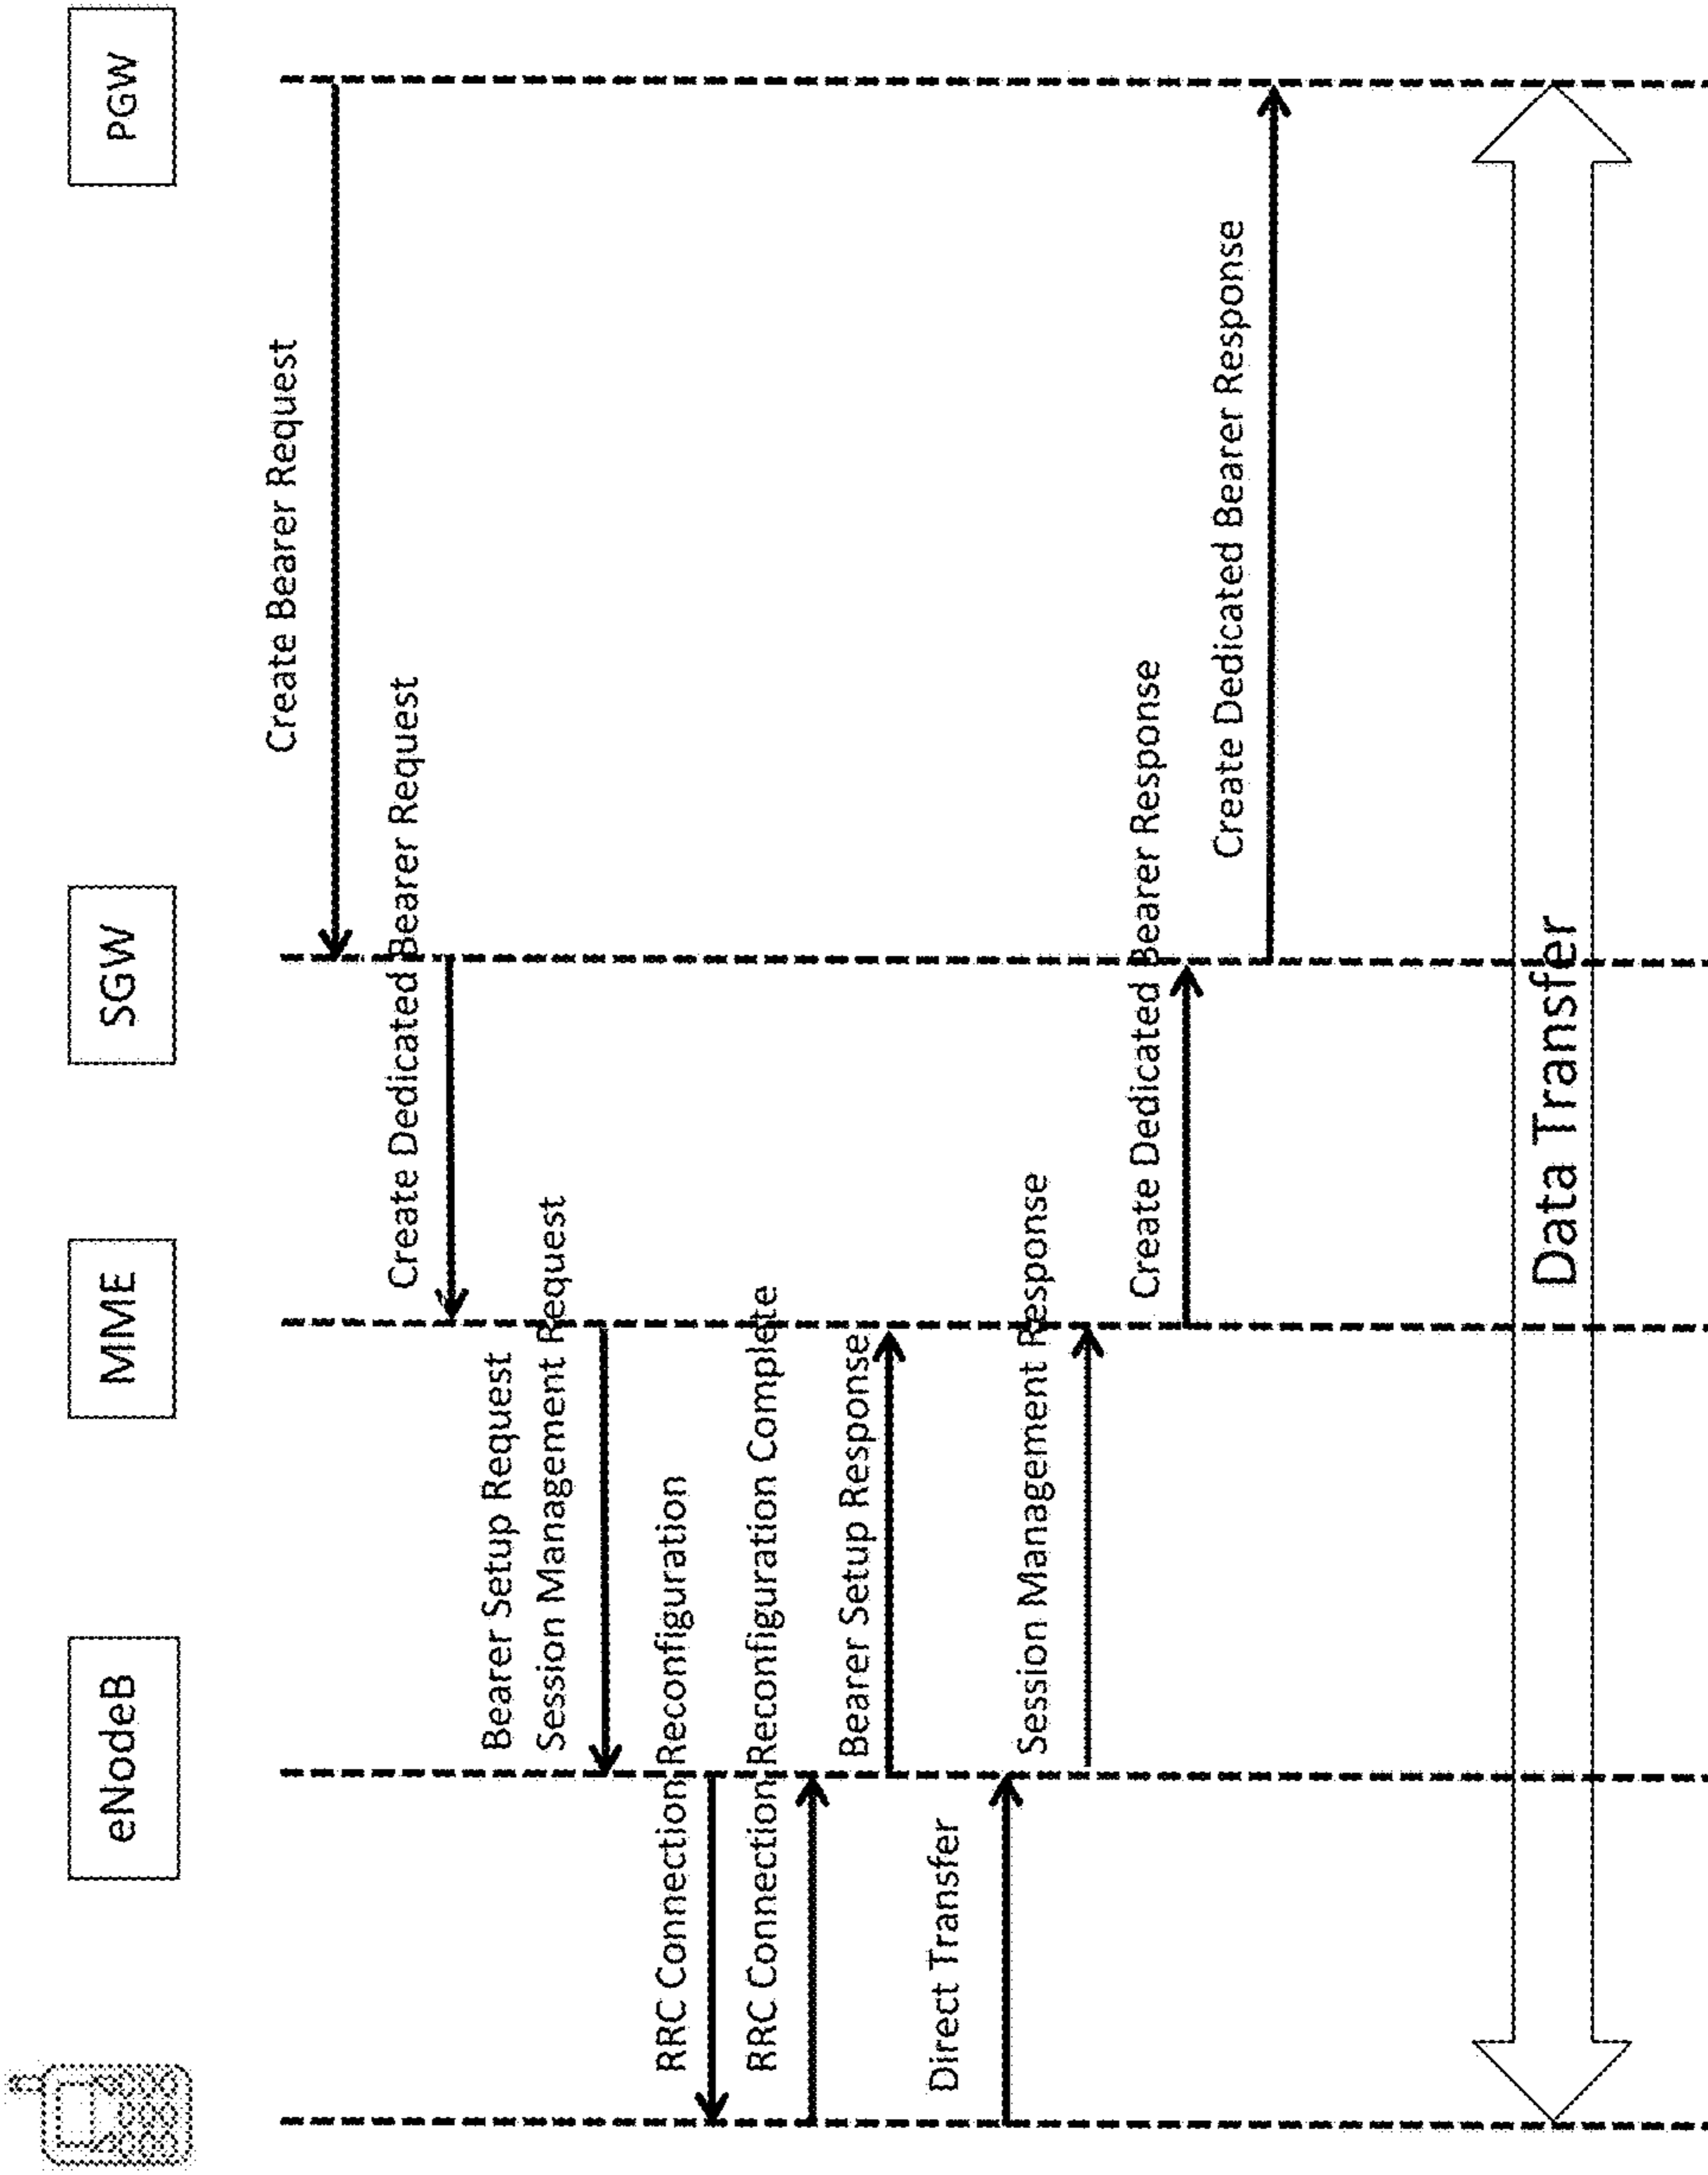 eNodeB
MME
SGW
PGW
Create Bearer Request
Create Dedicated Bearer Request
Bearer Setup Request
Session Management Request
RRC Connection Reconfiguration
RRC Connection Reconfiguration Complete
Bearer Setup Response
Direct Transfer
Session Management Response
Create Dedicated Bearer Response
Create Dedicated Bearer Response
Data Transfer